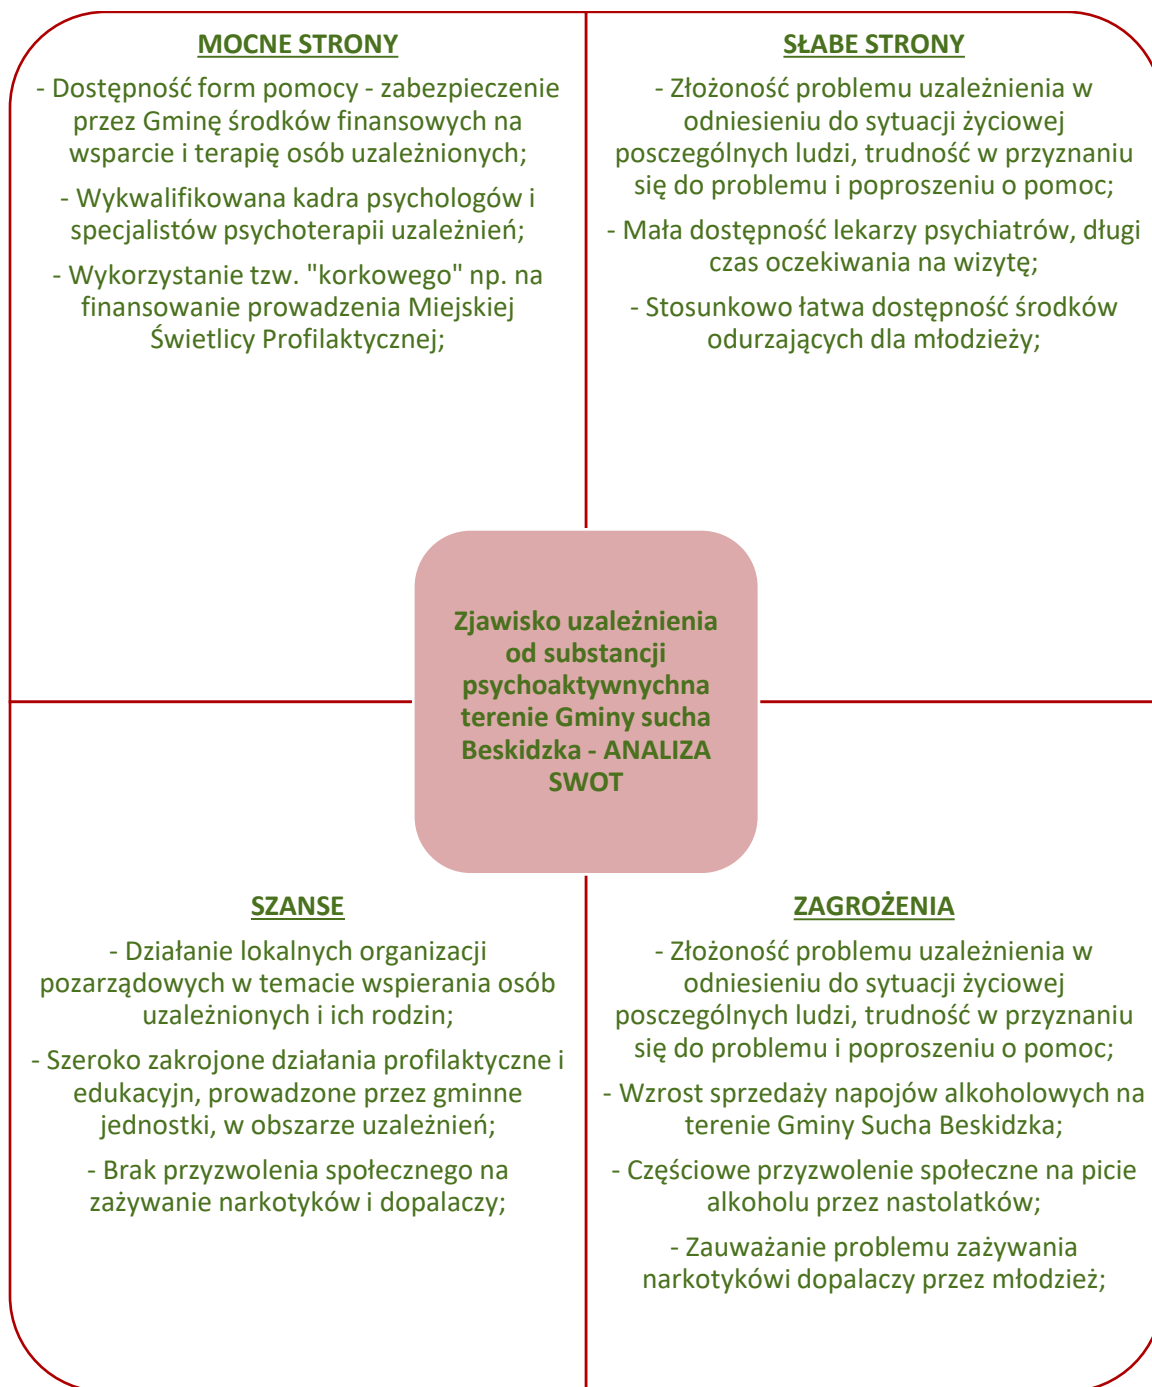 MOCNE STRONY
- Dostępność form pomocy - zabezpieczenie
przez Gminę środków finansowych na
wsparcie i terapię osób uzależnionych;
- Wykwalifikowana kadra psychologów i
specjalistów psychoterapii uzależnień;
- Wykorzystanie tzw. "korkowego" np. na
finansowanie prowadzenia Miejskiej
Świetlicy Profilaktycznej;
SŁABE STRONY
- Złożoność problemu uzależnienia w
odniesieniu do sytuacji życiowej
posczególnych ludzi, trudność w przyznaniu
się do problemu i poproszeniu o pomoc;
- Mała dostępność lekarzy psychiatrów, długi
czas oczekiwania na wizytę;
- Stosunkowo łatwa dostępność środków
odurzających dla młodzieży;
Zjawisko uzależnienia
od substancji
psychoaktywnychna
terenie Gminy sucha
Beskidzka - ANALIZA
SWOT
SZANSE
- Działanie lokalnych organizacji
pozarządowych w temacie wspierania osób
uzależnionych i ich rodzin;
- Szeroko zakrojone działania profilaktyczne i
edukacyjn, prowadzone przez gminne
jednostki, w obszarze uzależnień;
- Brak przyzwolenia społecznego na
zażywanie narkotyków i dopalaczy;
ZAGROŻENIA
- Złożoność problemu uzależnienia w
odniesieniu do sytuacji życiowej
posczególnych ludzi, trudność w przyznaniu
się do problemu i poproszeniu o pomoc;
- Wzrost sprzedaży napojów alkoholowych na
terenie Gminy Sucha Beskidzka;
- Częściowe przyzwolenie społeczne na picie
alkoholu przez nastolatków;
- Zauważanie problemu zażywania
narkotykówi dopalaczy przez młodzież;